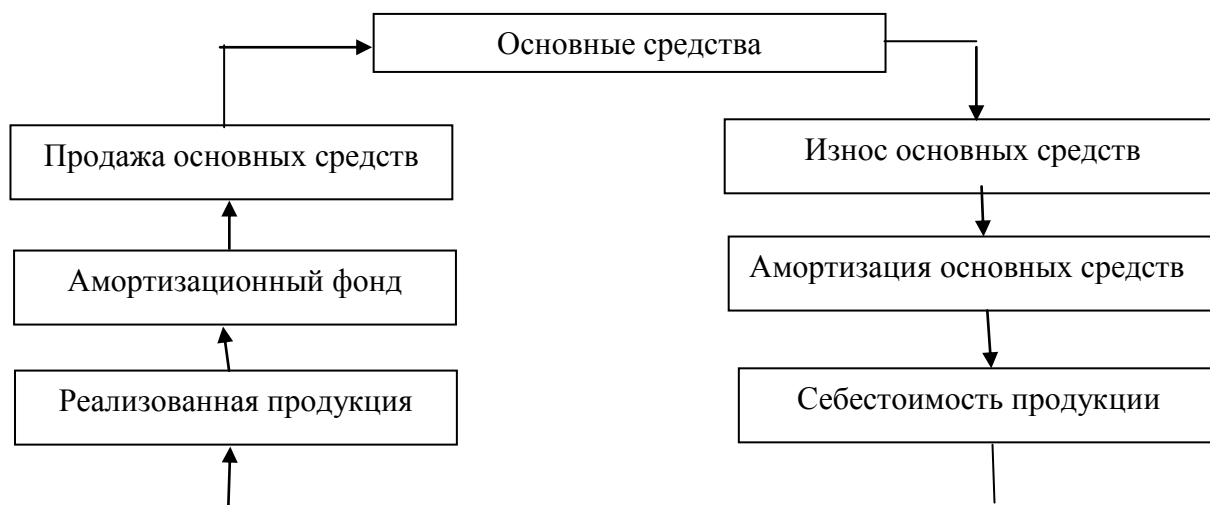 Основные средства
Продажа основных средств
Износ основных средств
Амортизационный фонд
Амортизация основных средств
Реализованная продукция
Себестоимость продукции